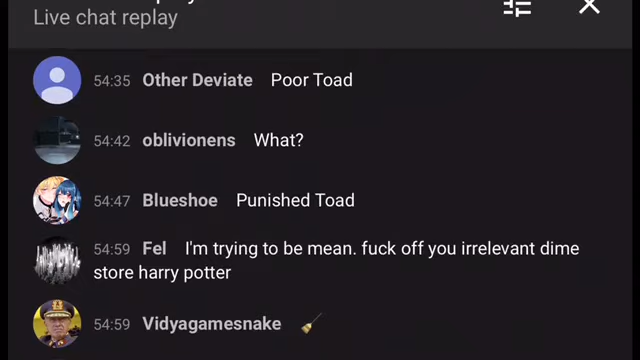 Live chat replay
54:35 Other Deviate Poor Toad
54:42 oblivionens What?
54:47 Blueshoe Punished Toad
54:59 Fel I'm trying to be mean. fuck off you irrelevant dime
store harry potter
54:59 Vidyagamesnake 🧹